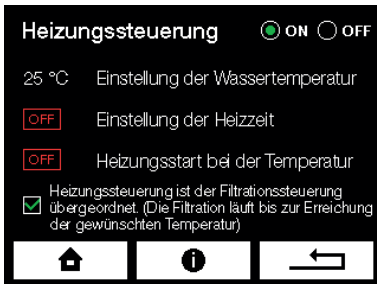 Heizungssteuerung ON OFF
25 °C Einstellung der Wassertemperatur
OFF Einstellung der Heizzeit
OFF Heizungsstart bei der Temperatur
Heizungssteuerung ist der Filtrationssteuerung
übergeordnet. (Die Filtration läuft bis zur Erreichung
der gewünschten Temperatur)